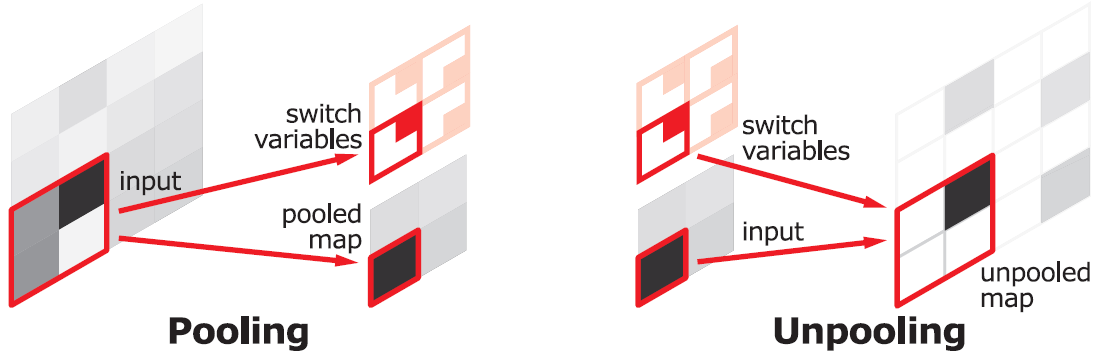 switch
variables
input
pooled
map
Pooling
switch
variables
input
unpooled
map
Unpooling